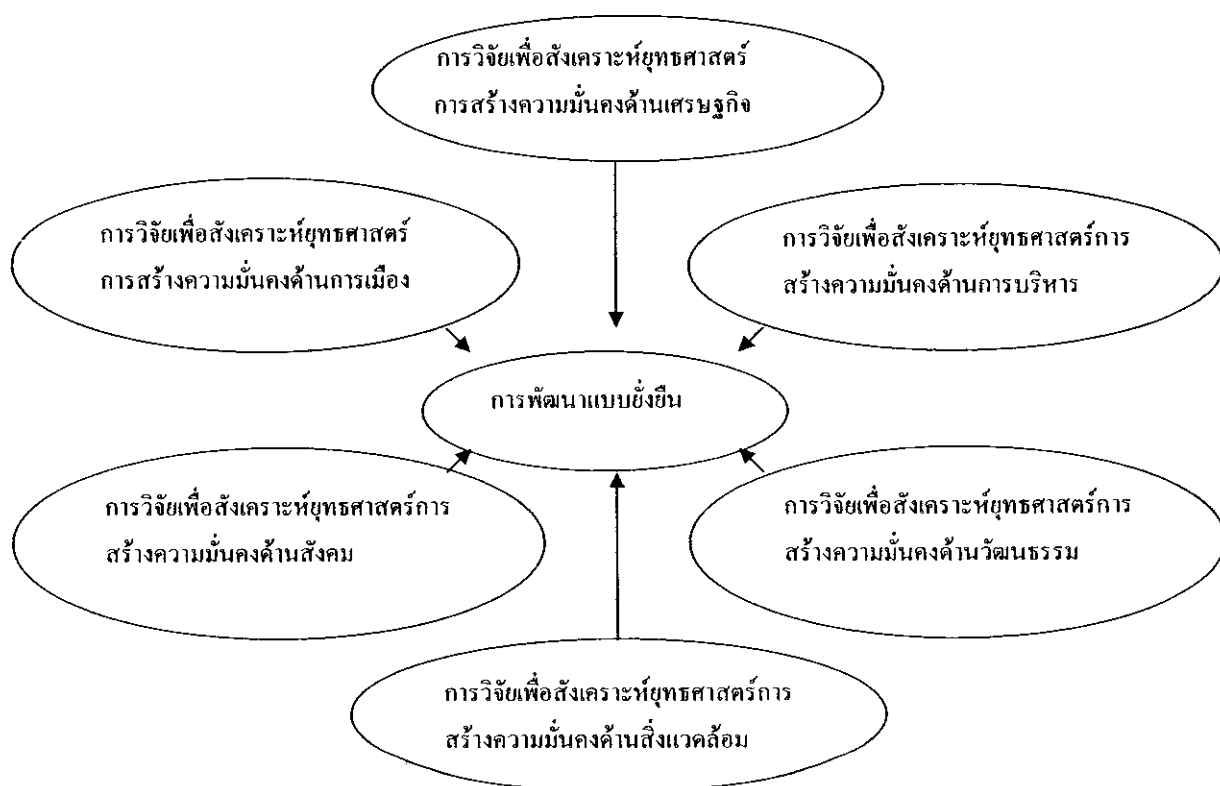 การวิจัยเพื่อสังเคราะห์ยุทธศาสตร์
การสร้างความมั่นคงด้านเศรษฐกิจ
การวิจัยเพื่อสังเคราะห์ยุทธศาสตร์
การสร้างความมั่นคงด้านการเมือง
การวิจัยเพื่อสังเคราะห์ยุทธศาสตร์การ
สร้างความมั่นคงด้านการบริหาร
การพัฒนาแบบยั่งยืน
การวิจัยเพื่อสังเคราะห์ยุทธศาสตร์การ
สร้างความมั่นคงด้านสังคม
การวิจัยเพื่อสังเคราะห์ยุทธศาสตร์การ
สร้างความมั่นคงด้านวัฒนธรรม
การวิจัยเพื่อสังเคราะห์ยุทธศาสตร์การ
สร้างความมั่นคงด้านสิ่งแวดล้อม